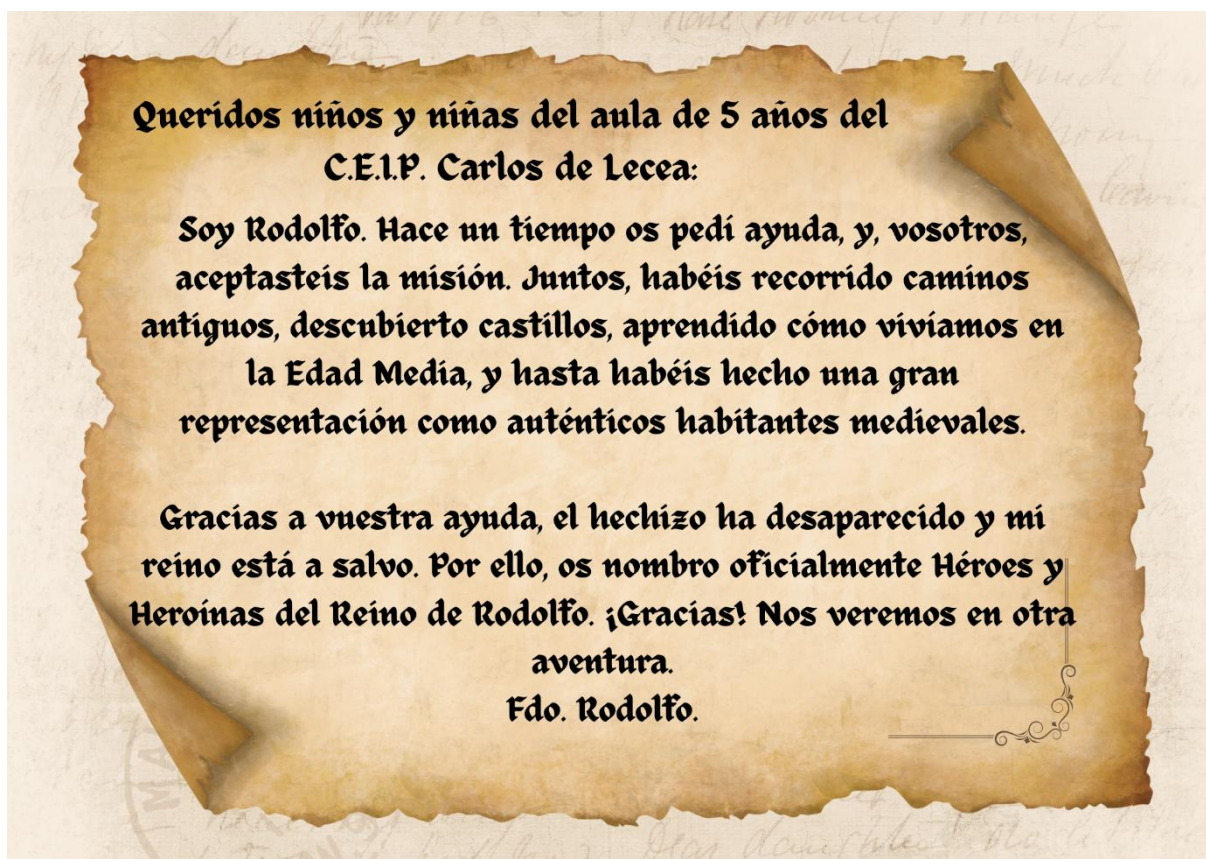 Queridos niños y niñas del aula de 5 años del
C.E.I.P. Carlos de Lecea:
Soy Rodolfo. Hace un tiempo os pedí ayuda, y, vosotros,
aceptasteis la misión. Juntos, habéis recorrido caminos
antiguos, descubierto castillos, aprendido cómo vivíamos en
la Edad Media, y hasta habéis hecho una gran
representación como auténticos habitantes medievales.
Gracias a vuestra ayuda, el hechizo ha desaparecido y mi
reino está a salvo. Por ello, os nombro oficialmente Héroes y
Heroínas del Reino de Rodolfo. ¡Gracias! Nos veremos en otra
aventura.
Fdo. Rodolfo.